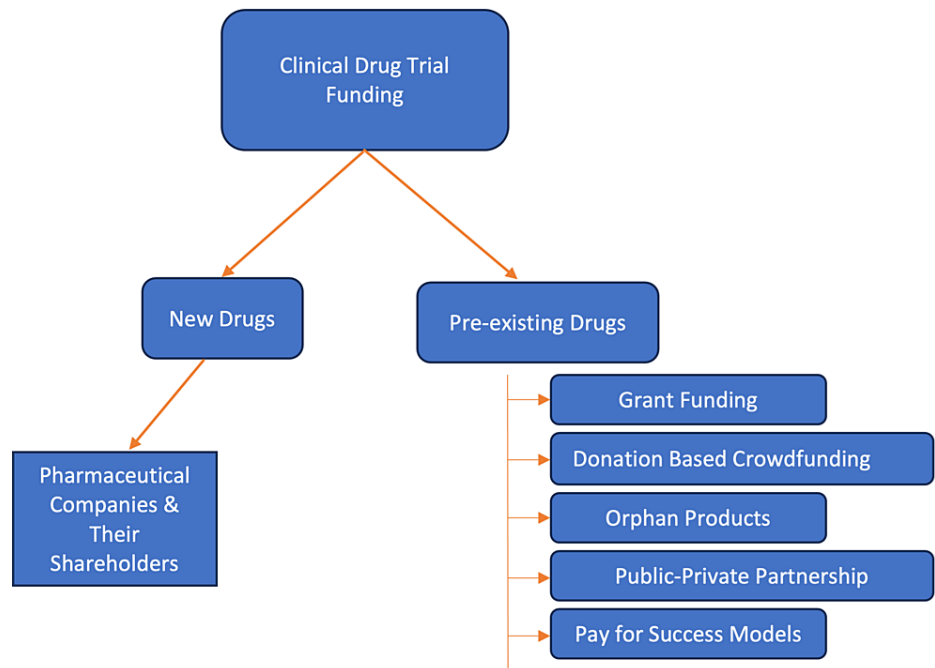 Clinical Drug Trial
Funding
New Drugs
Pre-existing Drugs
Grant Funding
Donation Based Crowdfunding
Pharmaceutical
Companies &
Their
Shareholders
Orphan Products
Public-Private Partnership
Pay for Success Models